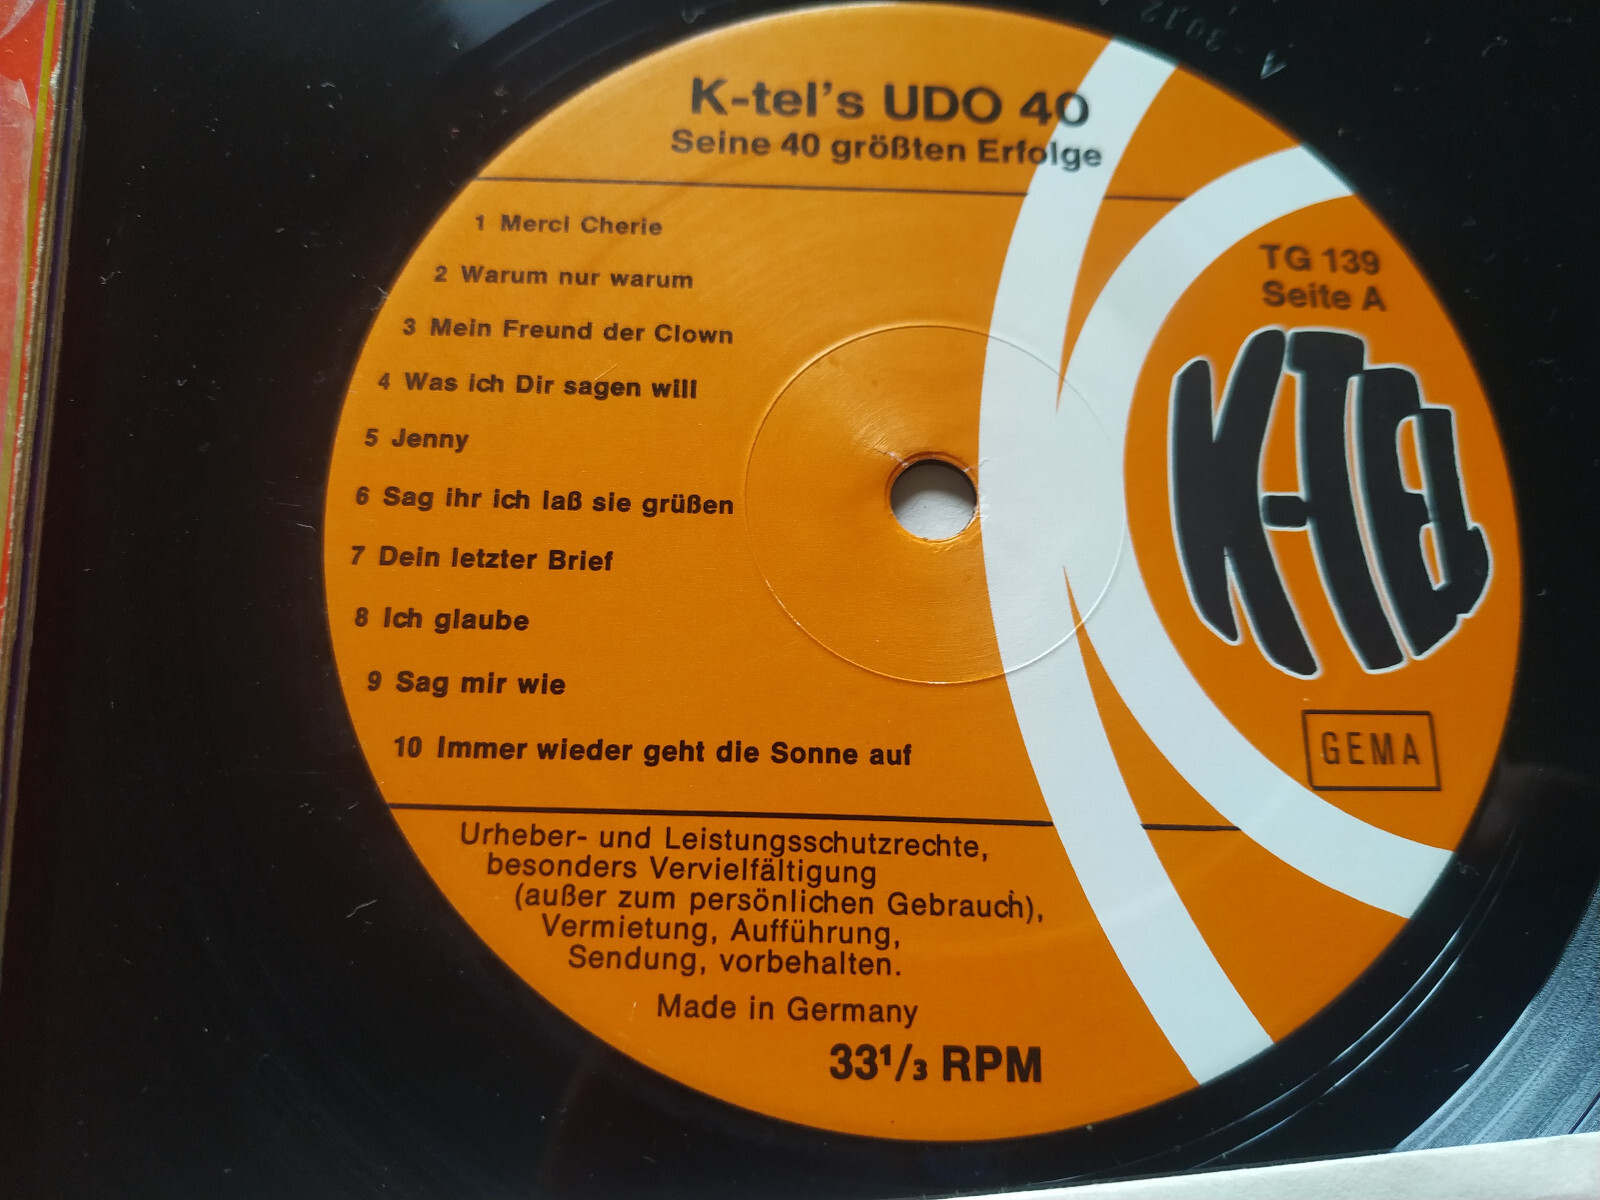 K-tel's UDO 40
Seine 40 größten Erfolge
1 Merci Cherie
2 Warum nur warum
3 Mein Freund der Clown
4 Was ich Dir sagen will
5 Jenny
6 Sag ihr ich laß sie grüßen
7 Dein letzter Brief
8 Ich glaube
9 Sag mir wie
10 Immer wieder geht die Sonne auf
TG 139
Seite A
K-TEL
GEMA
Urheber- und Leistungsschutzrechte,
besonders Vervielfältigung
(außer zum persönlichen Gebrauch),
Vermietung, Aufführung,
Sendung, vorbehalten.
Made in Germany
33¹/₃ RPM